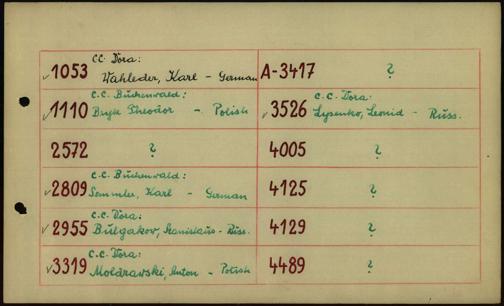 1053 C.C. Dora:
Wahleder, Karl - German
1110 C.C. Buchenwald:
Bryk Theodor - Polish
2572 ?
2809 C.C. Buchenwald:
Semmler, Karl - German
2955 C.C. Dora:
Bulgakov, Stanislaus - Russ.
3319 C.C. Dora:
Moldrawski, Anton - Polish
A-3417 ?
3526 C.C. Dora:
Lysenko, Leonid - Russ.
4005 ?
4125 ?
4129 ?
4489 ?